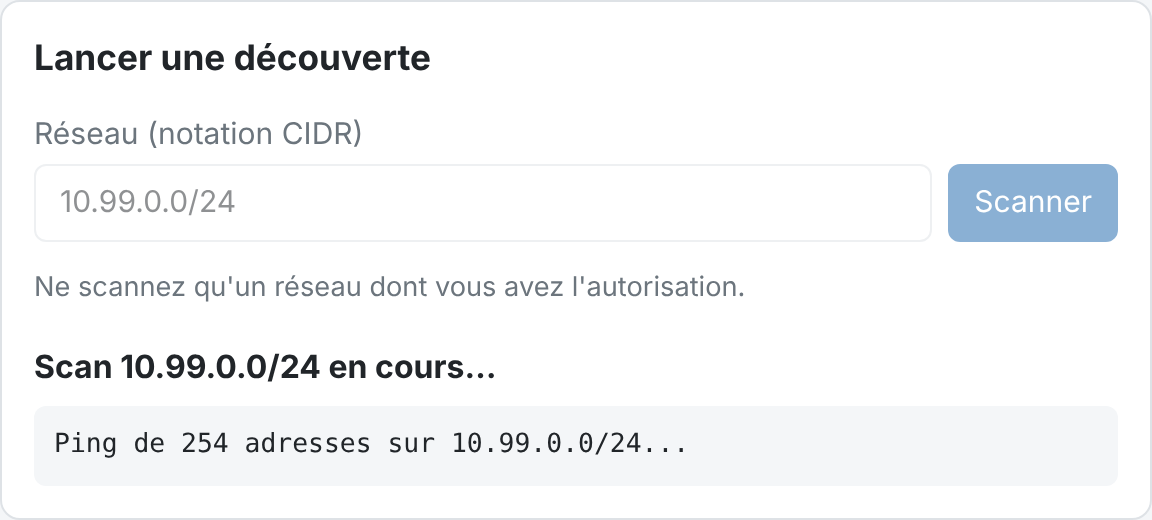 Lancer une découverte
Réseau (notation CIDR)
10.99.0.0/24
Scanner
Ne scannez qu'un réseau dont vous avez l'autorisation.
Scan 10.99.0.0/24 en cours...
Ping de 254 adresses sur 10.99.0.0/24...